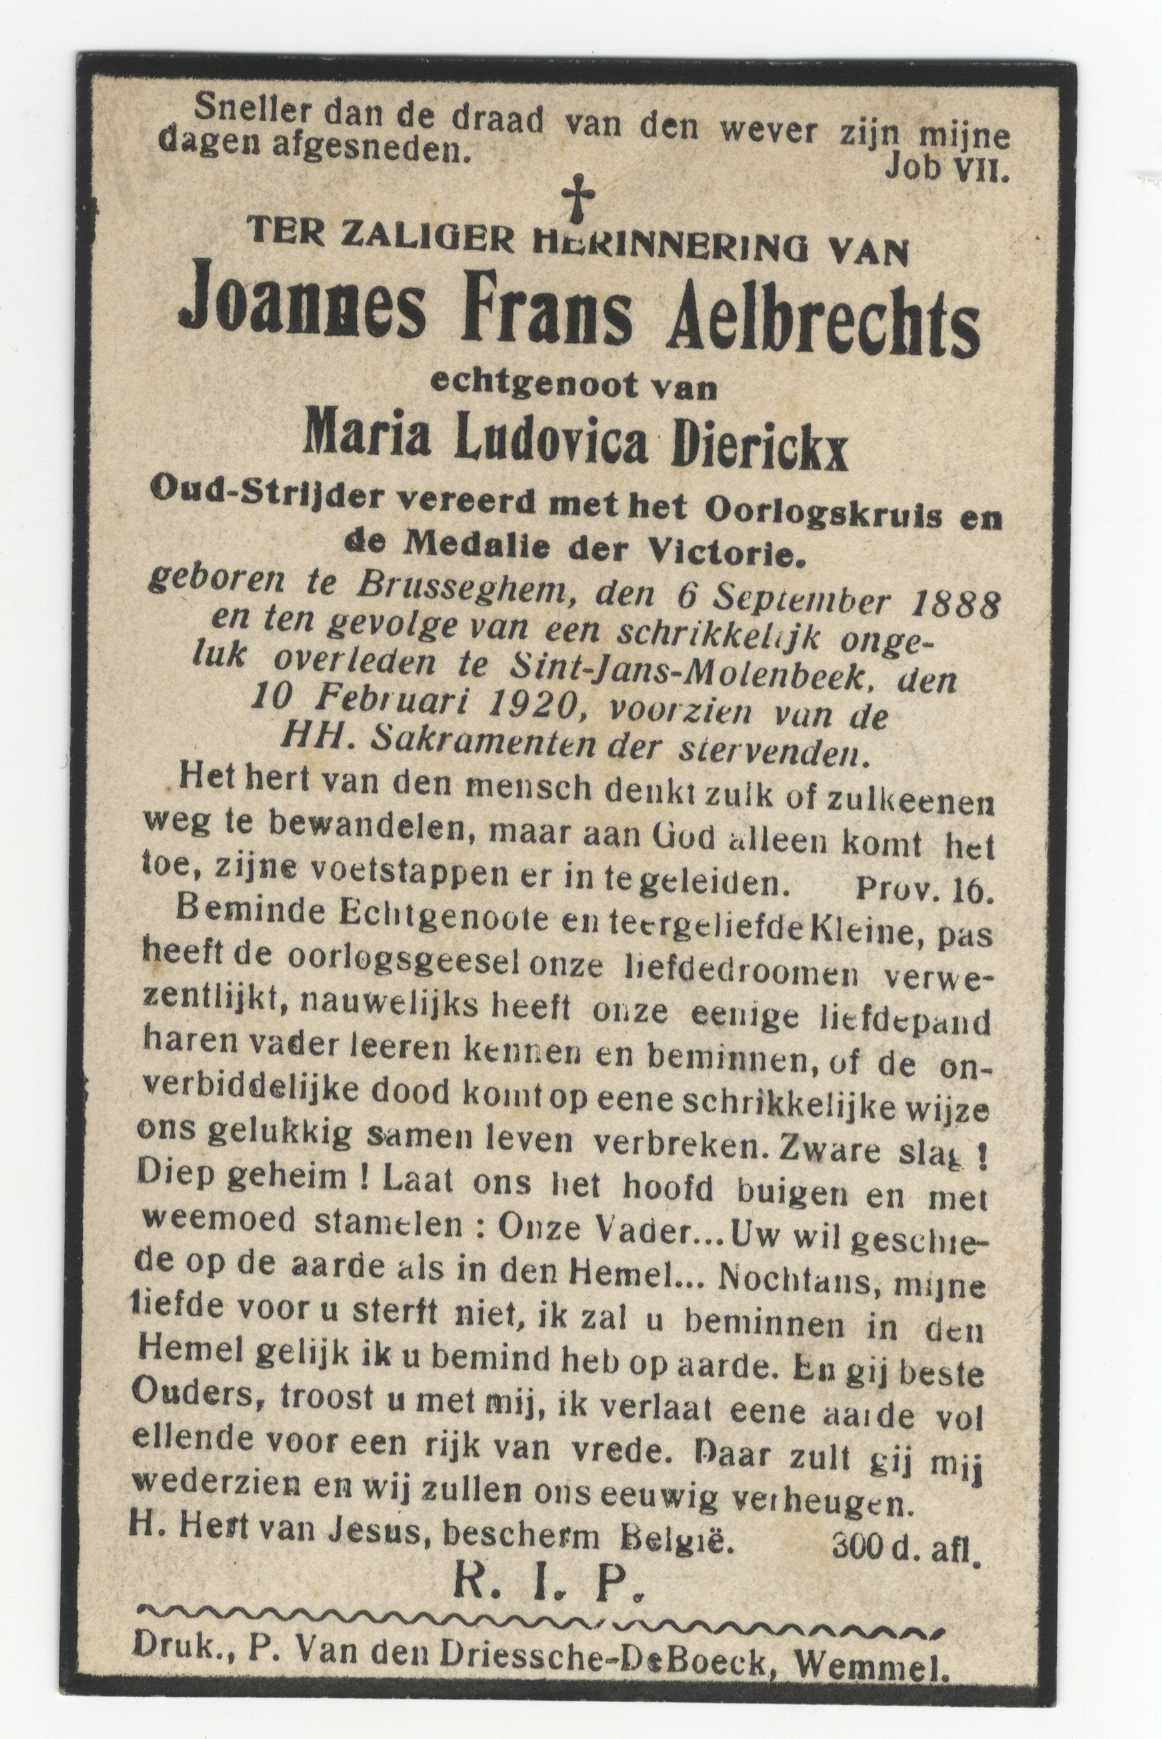 Sneller dan de draad van den wever zijn mijne
dagen afgesneden.
Job VII.
TER ZALIGER HERINNERING VAN
Joannes Frans Aelbrechts
echtgenoot van
Maria Ludovica Dierickx
Oud-Strijder vereerd met het Oorlogskruis en
de Medalie der Victorie.
geboren te Brusseghem, den 6 September 1888
en ten gevolge van een schrikkelijk onge-
luk overleden te Sint-Jans-Molenbeek, den
10 Februari 1920, voorzien van de
HH. Sakramenten der stervenden.
Het hert van den mensch denkt zulk of zulkeenen
weg te bewandelen, maar aan God alleen komt het
toe, zijne voetstappen er in te geleiden. Prov. 16.
Beminde Echtgenoote en teergeliefde Kleine, pas
heeft de oorlogsgeesel onze liefdedroomen verwe-
zentlijkt, nauwelijks heeft onze eenige liefdepand
haren vader leeren kennen en beminnen, of de on-
verbiddelijke dood komt op eene schrikkelijke wijze
ons gelukkig samen leven verbreken. Zware slag !
Diep geheim ! Laat ons het hoofd buigen en met
weemoed stamelen : Onze Vader... Uw wil geschie-
de op de aarde als in den Hemel... Nochtans, mijne
liefde voor u sterft niet, ik zal u beminnen in den
Hemel gelijk ik u bemind heb op aarde. En gij beste
Ouders, troost u met mij, ik verlaat eene aarde vol
ellende voor een rijk van vrede. Daar zult gij mij
wederzien en wij zullen ons eeuwig verheugen.
H. Hert van Jesus, bescherm België. 300 d. afl.
R. I. P.
Druk., P. Van den Driessche-DeBoeck, Wemmel.